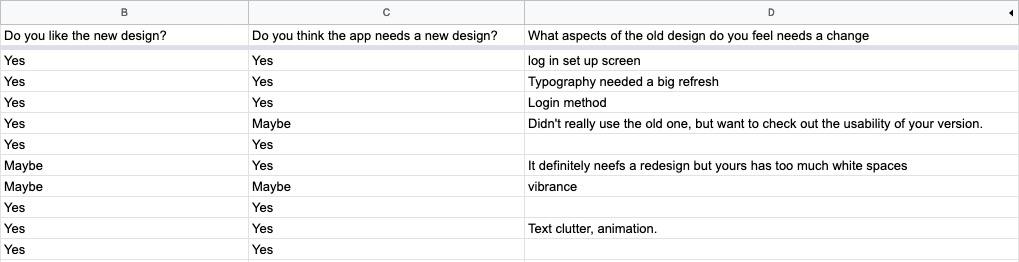 B C D
Do you like the new design? Do you think the app needs a new design? What aspects of the old design do you feel needs a change
Yes Yes log in set up screen
Yes Yes Typography needed a big refresh
Yes Yes Login method
Yes Maybe Didn't really use the old one, but want to check out the usability of your version.
Yes Yes
Maybe Yes It definitely neefs a redesign but yours has too much white spaces
Maybe Maybe vibrance
Yes Yes
Yes Yes Text clutter, animation.
Yes Yes